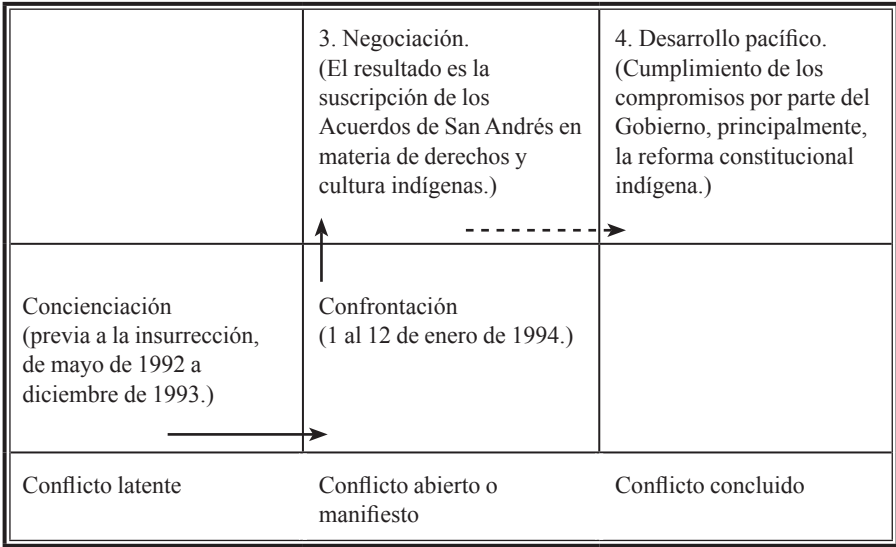 3. Negociación.
(El resultado es la
suscripción de los
Acuerdos de San Andrés en
materia de derechos y
cultura indígenas.)
4. Desarrollo pacífico.
(Cumplimiento de los
compromisos por parte del
Gobierno, principalmente,
la reforma constitucional
indígena.)
Concienciación
(previa a la insurrección,
de mayo de 1992 a
diciembre de 1993.)
Confrontación
(1 al 12 de enero de 1994.)
Conflicto latente
Conflicto abierto o
manifiesto
Conflicto concluido